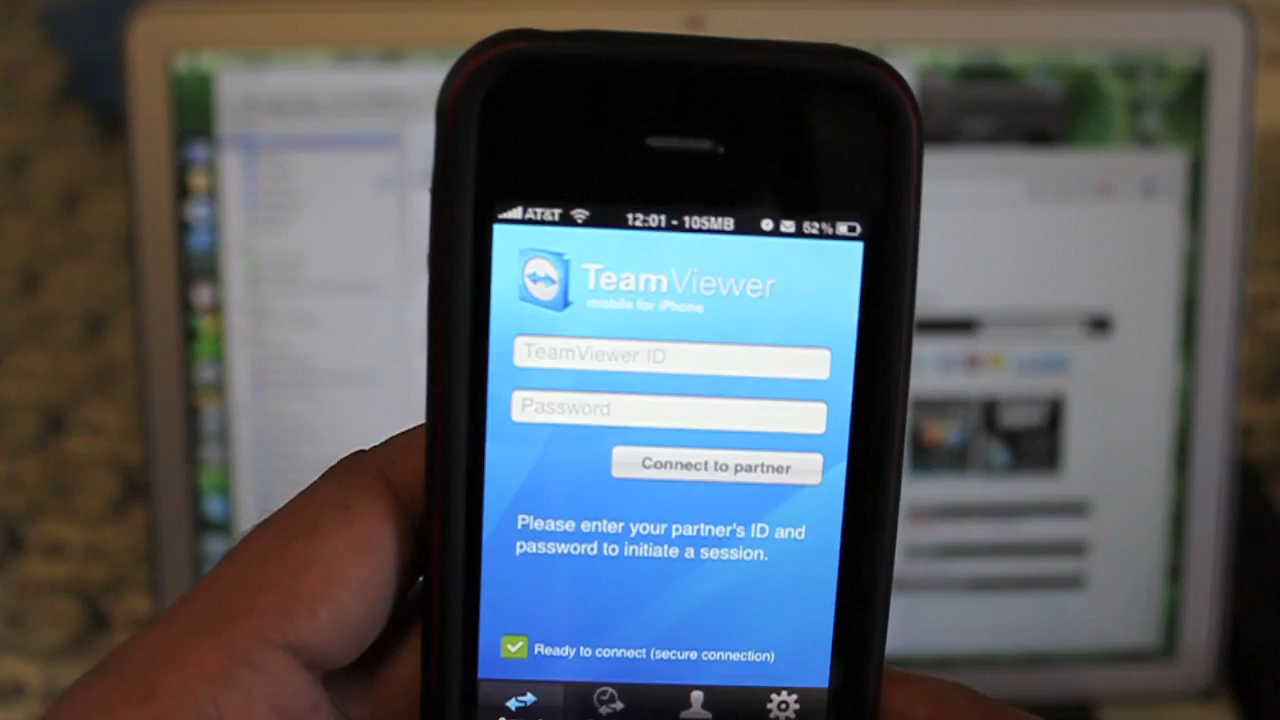 AT&T 12:01 - 105MB 52%
TeamViewer
mobile for iPhone
TeamViewer ID
Password
Connect to partner
Please enter your partner's ID and
password to initiate a session.
Ready to connect (secure connection)